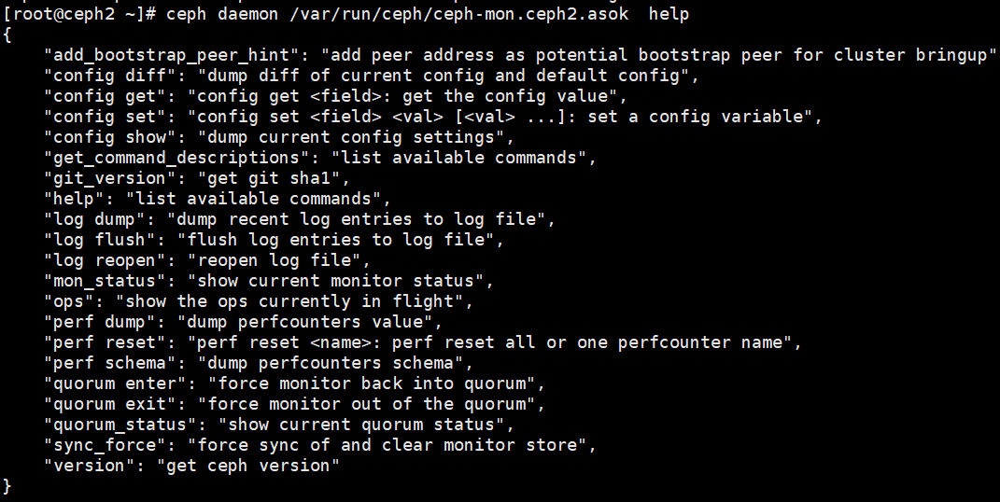 [root@ceph2 ~]# ceph daemon /var/run/ceph/ceph-mon.ceph2.asok  help
{
    "add_bootstrap_peer_hint": "add peer address as potential bootstrap peer for cluster bringup"
    "config diff": "dump diff of current config and default config",
    "config get": "config get <field>: get the config value",
    "config set": "config set <field> <val> [<val> ...]: set a config variable",
    "config show": "dump current config settings",
    "get_command_descriptions": "list available commands",
    "git_version": "get git sha1",
    "help": "list available commands",
    "log dump": "dump recent log entries to log file",
    "log flush": "flush log entries to log file",
    "log reopen": "reopen log file",
    "mon_status": "show current monitor status",
    "ops": "show the ops currently in flight",
    "perf dump": "dump perfcounters value",
    "perf reset": "perf reset <name>: perf reset all or one perfcounter name",
    "perf schema": "dump perfcounters schema",
    "quorum enter": "force monitor back into quorum",
    "quorum exit": "force monitor out of the quorum",
    "quorum_status": "show current quorum status",
    "sync_force": "force sync of and clear monitor store",
    "version": "get ceph version"
}